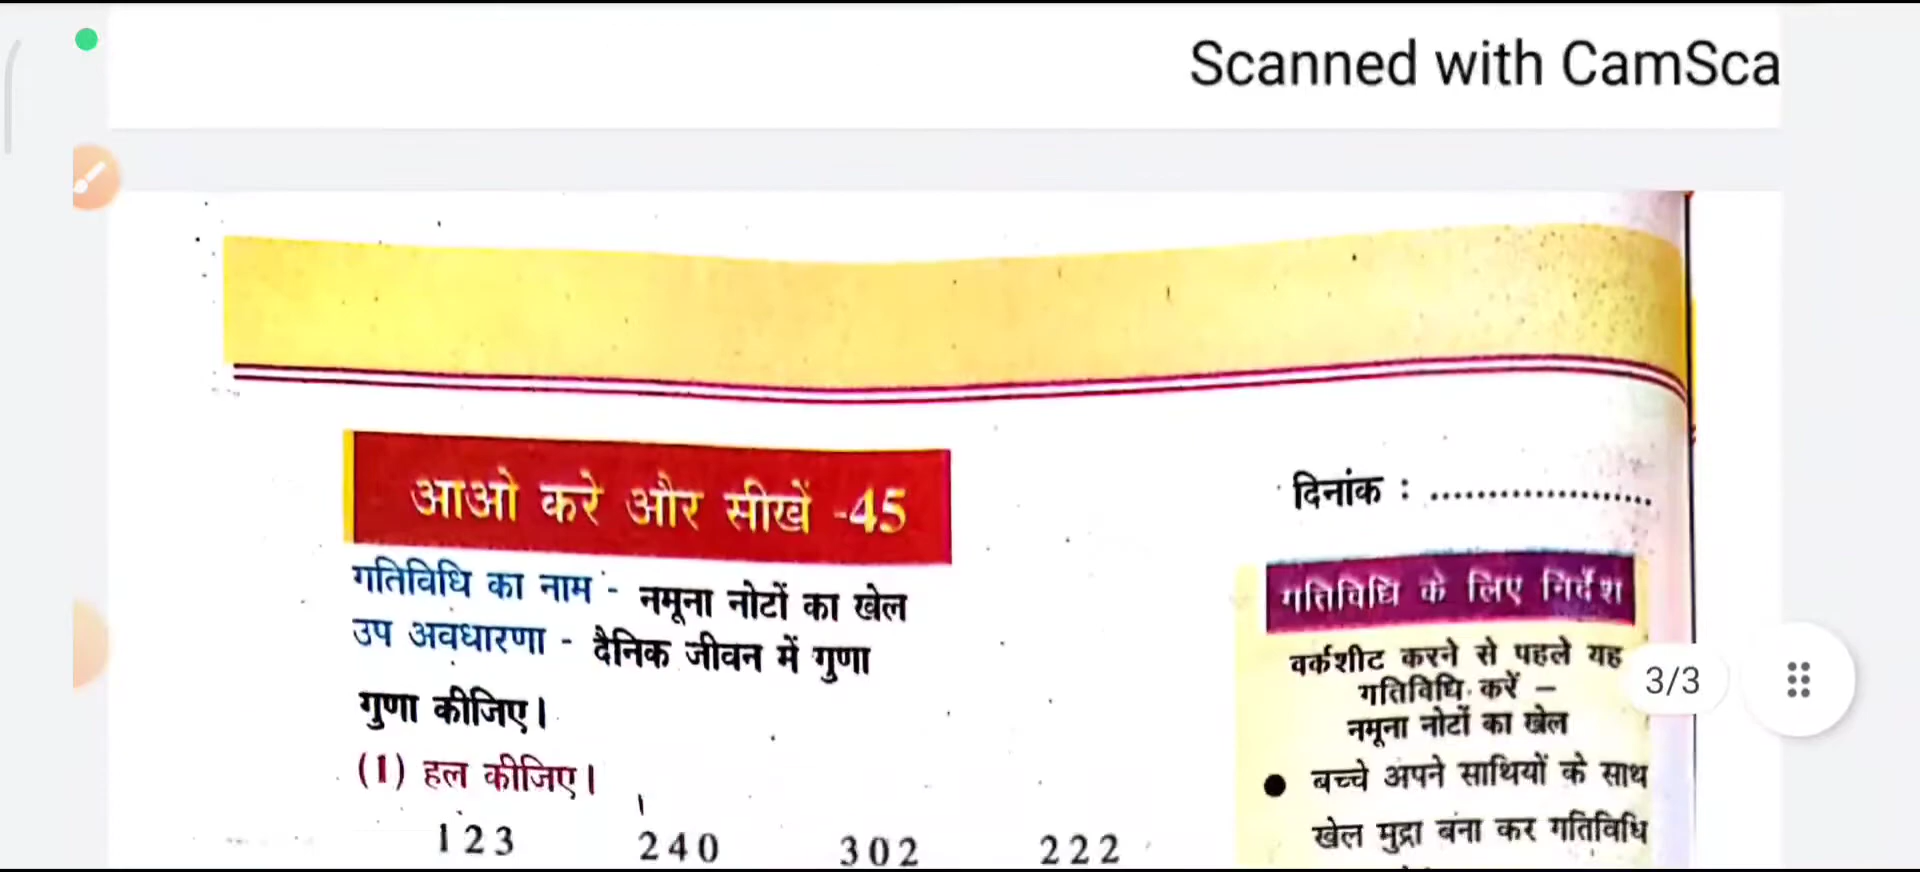 Scanned with CamSca
आओ करे और सीखें -45
दिनांक : ......................
गतिविधि का नाम - नमूना नोटों का खेल
उप अवधारणा - दैनिक जीवन में गुणा
गुणा कीजिए।
(1) हल कीजिए।
123 240 302 222
गतिविधि के लिए निर्देश
वर्कशीट करने से पहले यह
गतिविधि करें –
नमूना नोटों का खेल
● बच्चे अपने साथियों के साथ
खेल मुद्रा बना कर गतिविधि
3/3